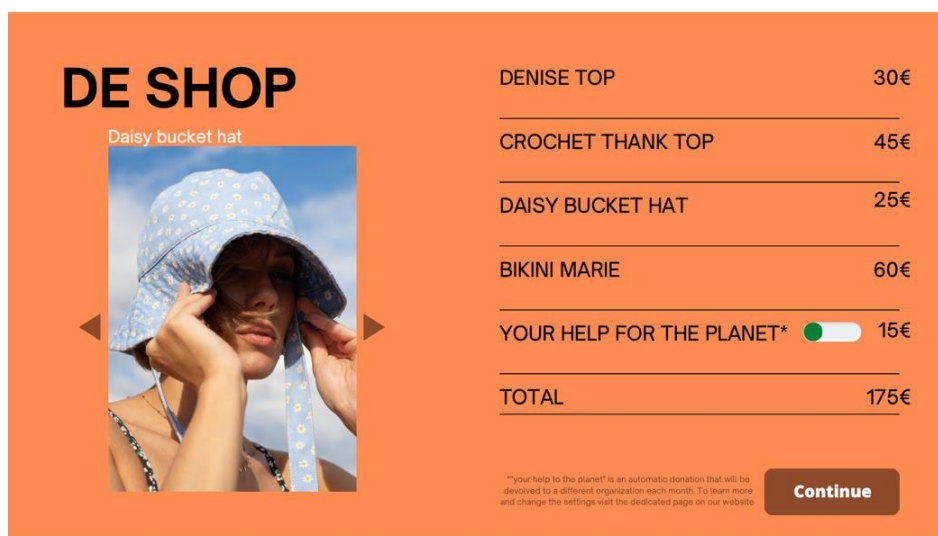 DE SHOP
Daisy bucket hat
DENISE TOP 30€
CROCHET THANK TOP 45€
DAISY BUCKET HAT 25€
BIKINI MARIE 60€
YOUR HELP FOR THE PLANET* 15€
TOTAL 175€
*"your help to the planet" is an automatic donation that will be
devolved to a different organization each month. To learn more
and change the settings visit the dedicated page on our website
Continue